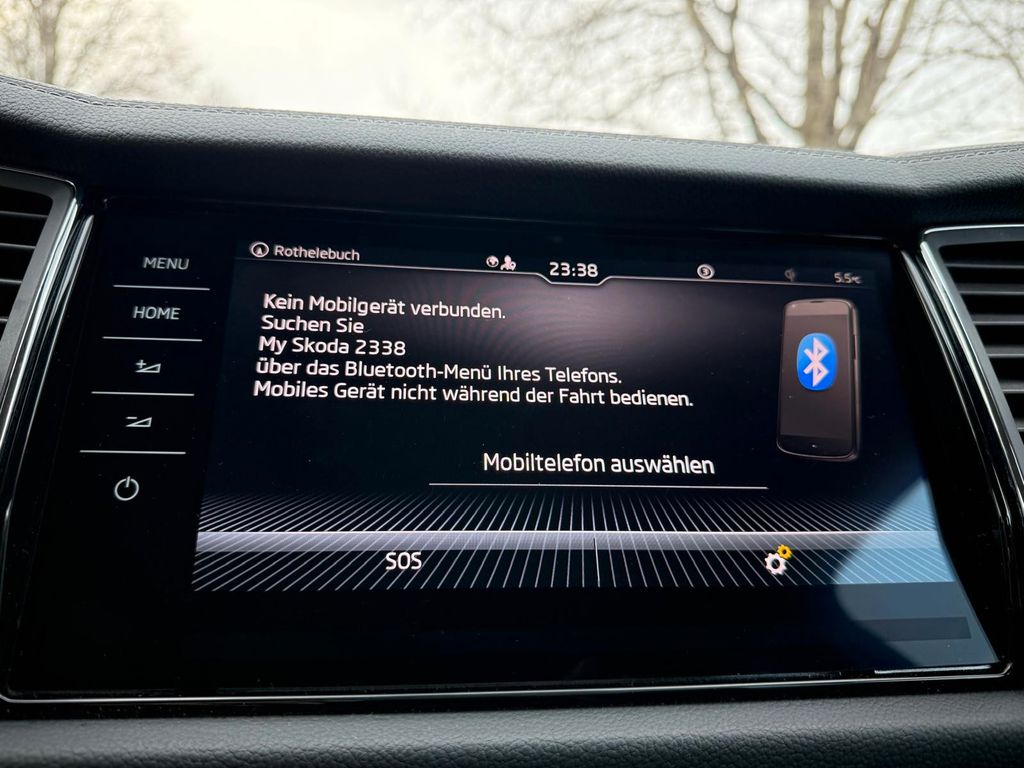 Rothelebuch
23:38
3
5.5°C
MENU
HOME
Kein Mobilgerät verbunden.
Suchen Sie
My Skoda 2338
über das Bluetooth-Menü Ihres Telefons.
Mobiles Gerät nicht während der Fahrt bedienen.
Mobiltelefon auswählen
SOS